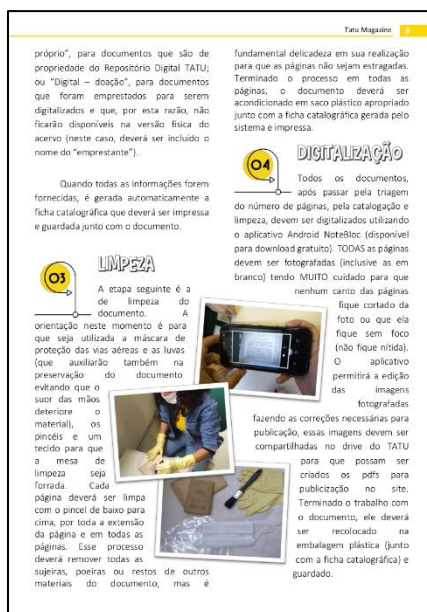 Tatu Magazine 8
próprio”, para documentos que são de
propriedade do Repositório Digital TATU;
ou “Digital – doação”, para documentos
que foram emprestados para serem
digitalizados e que, por esta razão, não
ficarão disponíveis na versão física do
acervo (neste caso, deverá ser incluído o
nome do “emprestante”).
Quando todas as informações forem
fornecidas, é gerada automaticamente a
ficha catalográfica que deverá ser impressa
e guardada junto com o documento.
03
LIMPEZA
A etapa seguinte é a
de limpeza do
documento. A
orientação neste momento é para
que seja utilizada a máscara de
proteção das vias aéreas e as luvas
(que auxiliarão também na
preservação do documento
evitando que o
suor das mãos
deteriore o
material), os
pincéis e um
tecido para que
a mesa de
limpeza seja
forrada. Cada
página deverá ser limpa
com o pincel de baixo para
cima, por toda a extensão
da página e em todas as
páginas. Esse processo
deverá remover todas as
sujeiras, poeiras ou restos de outros
materiais do documento, mas é
fundamental delicadeza em sua realização
para que as páginas não sejam estragadas.
Terminado o processo em todas as
páginas, o documento deverá ser
acondicionado em saco plástico apropriado
junto com a ficha catalográfica gerada pelo
sistema e impressa.
04
DIGITALIZAÇÃO
Todos os documentos,
após passar pela triagem
do número de páginas, pela catalogação e
limpeza, devem ser digitalizados utilizando
o aplicativo Android NoteBloc (disponível
para download gratuito). TODAS as páginas
devem ser fotografadas (inclusive as em
branco) tendo MUITO cuidado para que
nenhum canto das páginas
fique cortado da
foto ou que ela
fique sem foco
(não fique nítida).
O aplicativo
permitirá a edição
das imagens
fotografadas
fazendo as correções necessárias para
publicação, essas imagens devem ser
compartilhadas no drive do TATU
para que possam ser
criados os pdfs para
publicização no site.
Terminado o trabalho com
o documento, ele deverá
ser recolocado na
embalagem plástica (junto
com a ficha catalográfica) e
guardado.